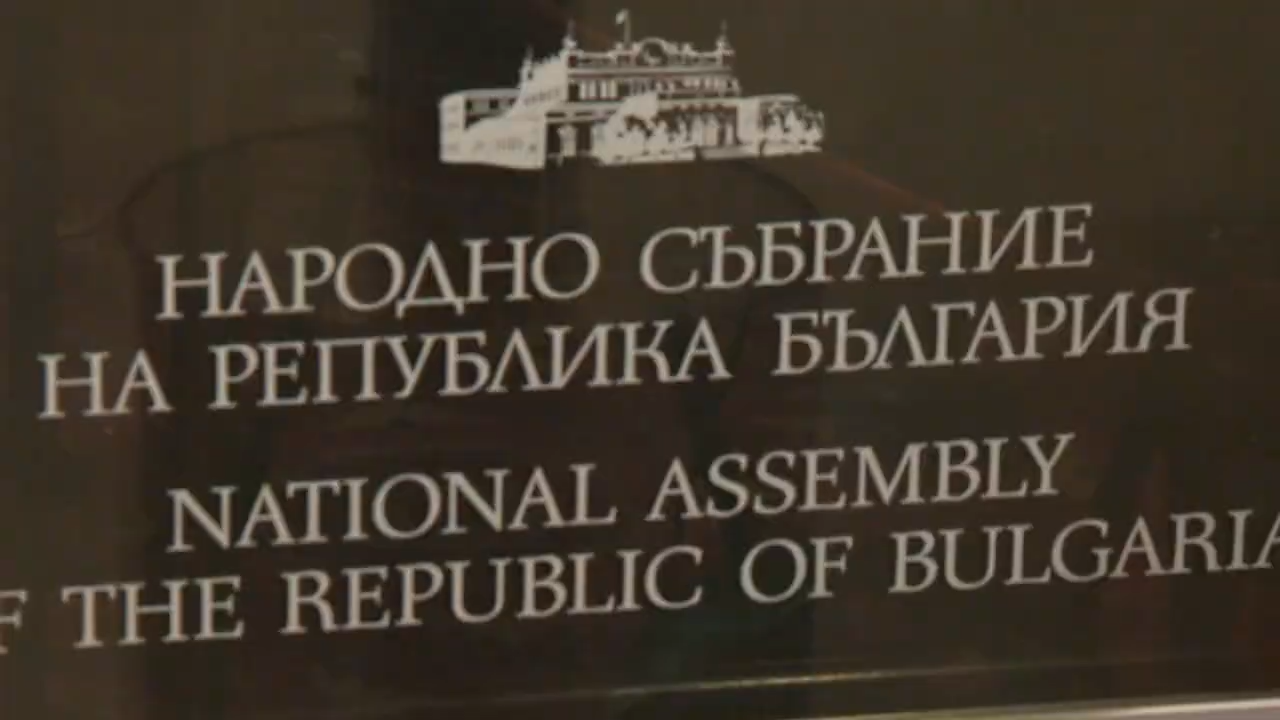 НАРОДНО СЪБРАНИЕ
НА РЕПУБЛИКА БЪЛГАРИЯ
NATIONAL ASSEMBLY
F THE REPUBLIC OF BULGARIA